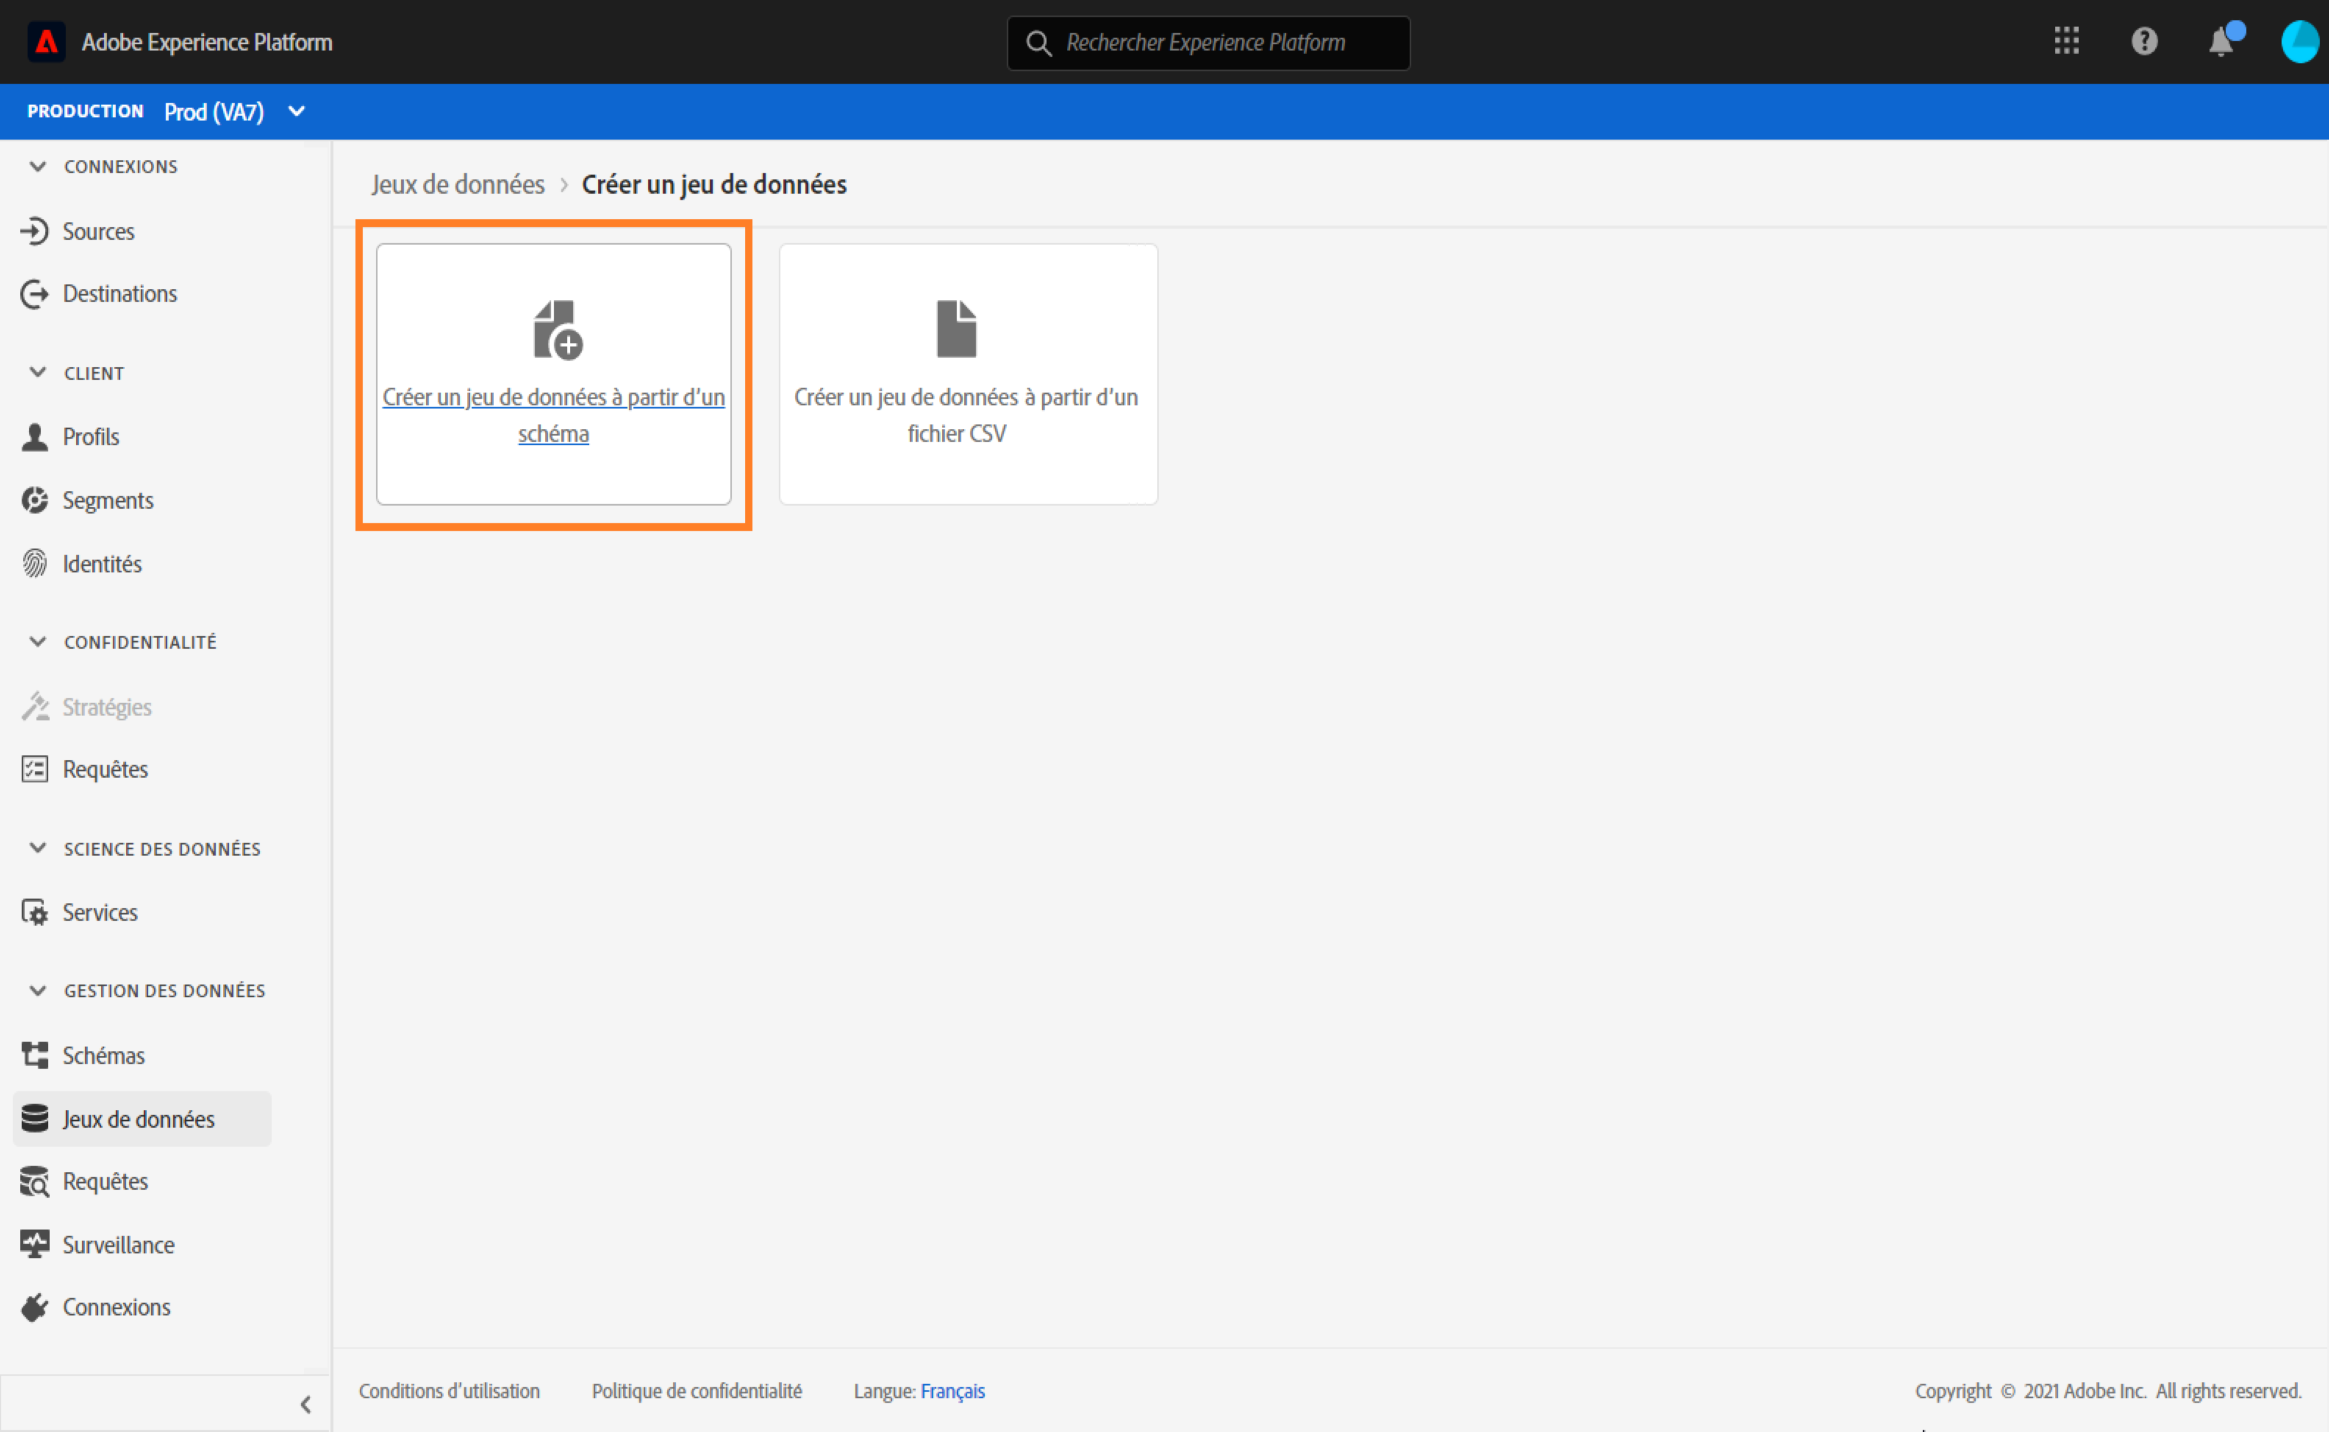 Adobe Experience Platform
Rechercher Experience Platform
PRODUCTION Prod (VA7)
CONNEXIONS
Sources
Destinations
CLIENT
Profils
Segments
Identités
CONFIDENTIALITÉ
Stratégies
Requêtes
SCIENCE DES DONNÉES
Services
GESTION DES DONNÉES
Schémas
Jeux de données
Requêtes
Surveillance
Connexions
Jeux de données › Créer un jeu de données
Créer un jeu de données à partir d’un
schéma
Créer un jeu de données à partir d’un
fichier CSV
Conditions d’utilisation
Politique de confidentialité
Langue: Français
Copyright © 2021 Adobe Inc. All rights reserved.